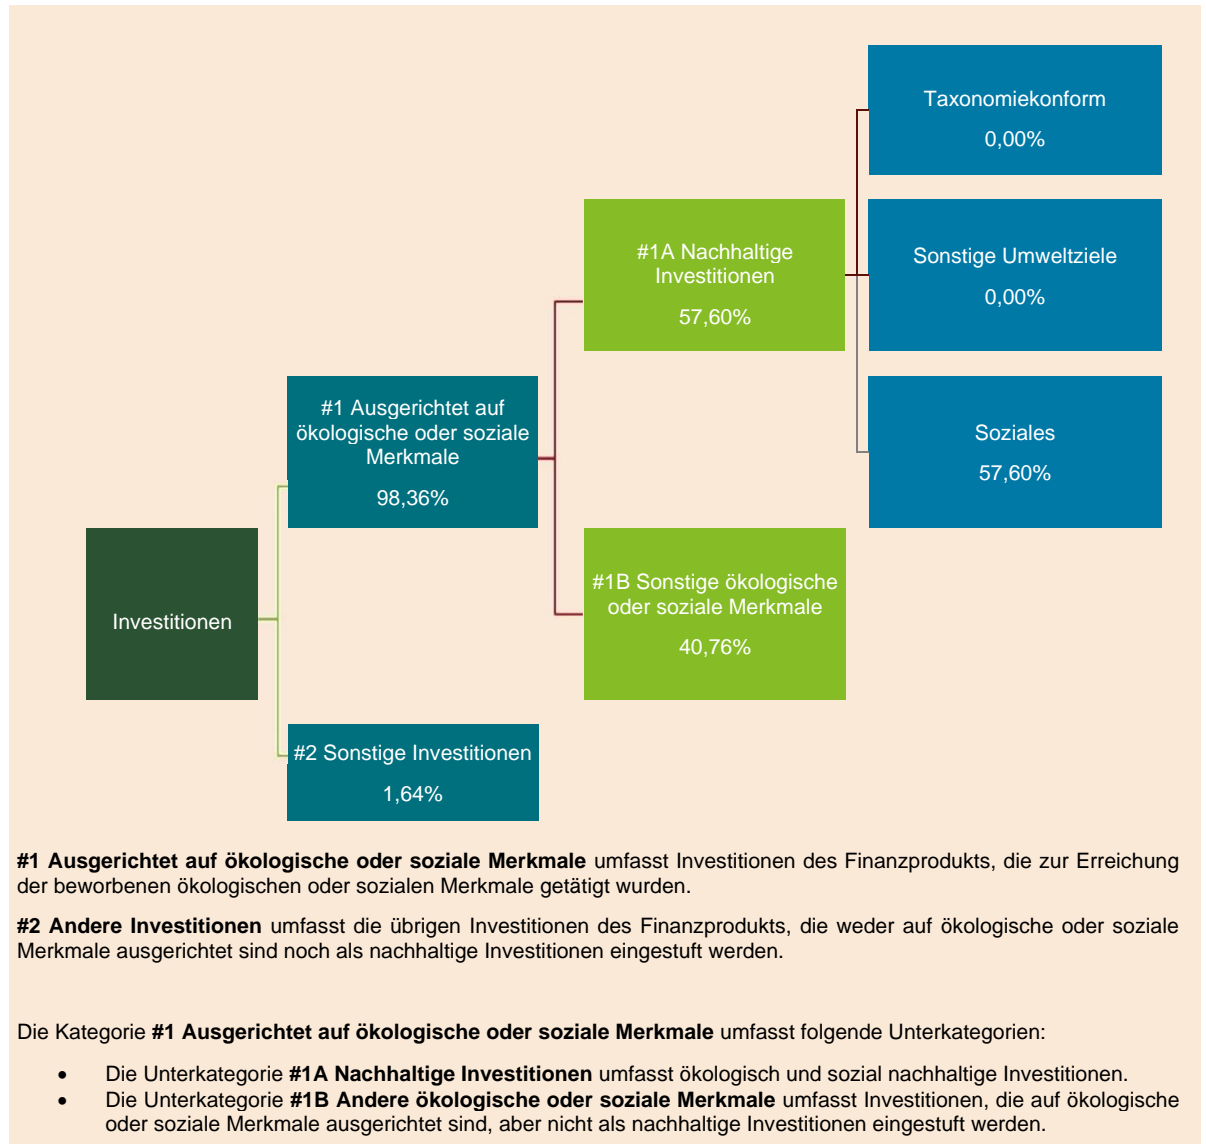 Taxonomiekonform
0,00%
#1A Nachhaltige
Investitionen
57,60%
Sonstige Umweltziele
0,00%
#1 Ausgerichtet auf
ökologische oder soziale
Merkmale
98,36%
Soziales
57,60%
Investitionen
#1B Sonstige ökologische
oder soziale Merkmale
40,76%
#2 Sonstige Investitionen
1,64%
#1 Ausgerichtet auf ökologische oder soziale Merkmale umfasst Investitionen des Finanzprodukts, die zur Erreichung
der beworbenen ökologischen oder sozialen Merkmale getätigt wurden.
#2 Andere Investitionen umfasst die übrigen Investitionen des Finanzprodukts, die weder auf ökologische oder soziale
Merkmale ausgerichtet sind noch als nachhaltige Investitionen eingestuft werden.
Die Kategorie #1 Ausgerichtet auf ökologische oder soziale Merkmale umfasst folgende Unterkategorien:
• Die Unterkategorie #1A Nachhaltige Investitionen umfasst ökologisch und sozial nachhaltige Investitionen.
• Die Unterkategorie #1B Andere ökologische oder soziale Merkmale umfasst Investitionen, die auf ökologische
oder soziale Merkmale ausgerichtet sind, aber nicht als nachhaltige Investitionen eingestuft werden.